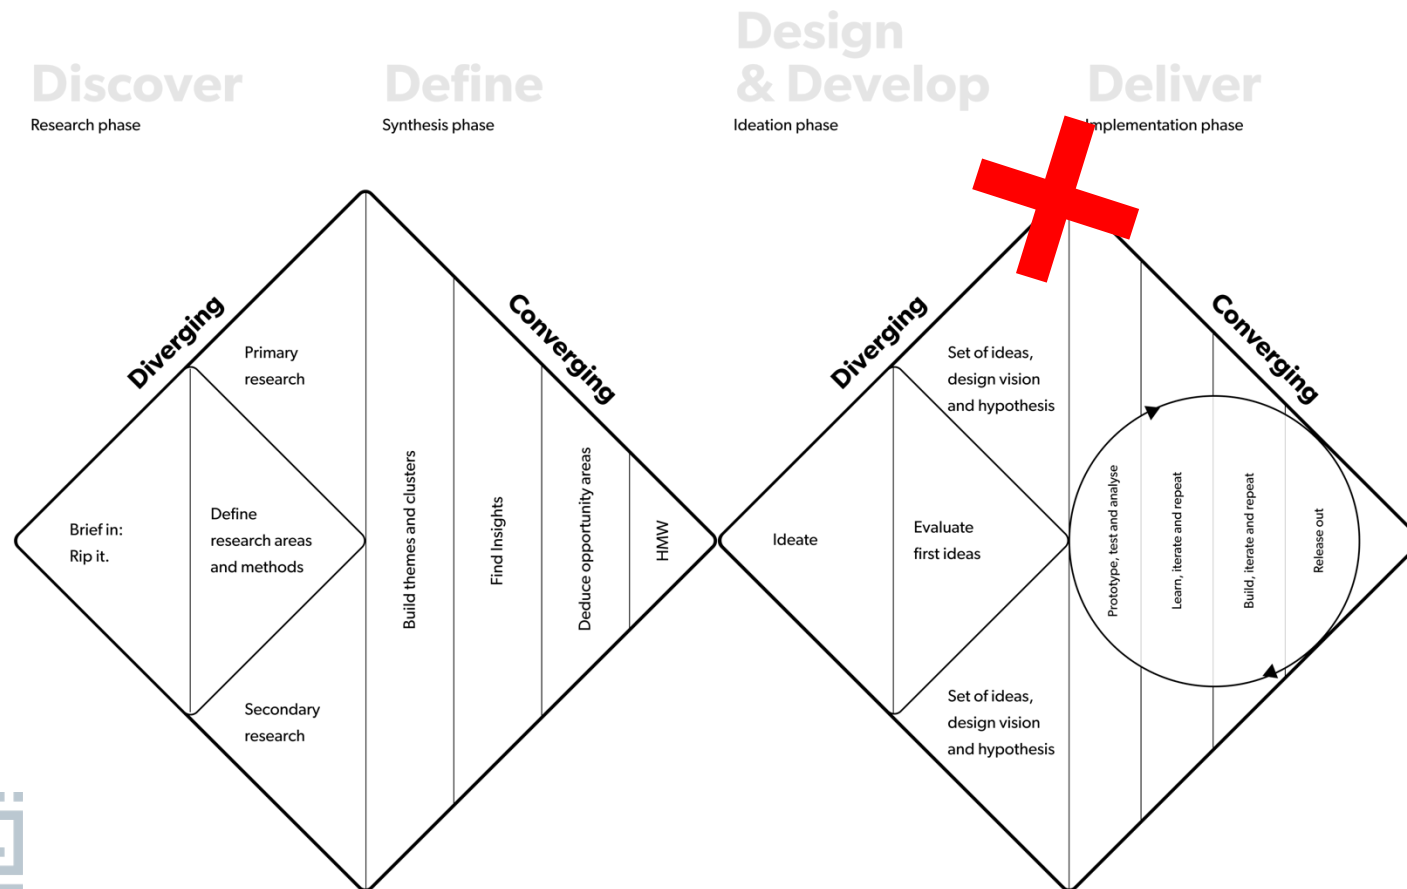 Discover
Research phase
Define
Synthesis phase
Design
& Develop
Ideation phase
Deliver
Implementation phase
Diverging
Converging
Primary
research
Brief in:
Rip it.
Define
research areas
and methods
Secondary
research
Build themes and clusters
Find Insights
Deduce opportunity areas
HMW
Diverging
Converging
Set of ideas,
design vision
and hypothesis
Ideate
Evaluate
first ideas
Set of ideas,
design vision
and hypothesis
Prototype, test and analyse
Learn, iterate and repeat
Build, iterate and repeat
Release out